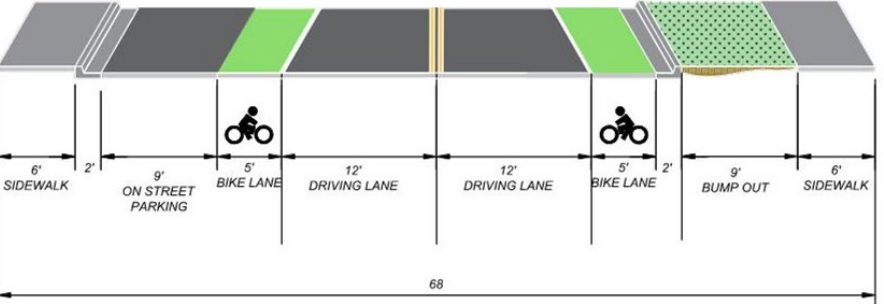 6'
SIDEWALK
2'
9'
ON STREET
PARKING
5'
BIKE LANE
12'
DRIVING LANE
12'
DRIVING LANE
5'
BIKE LANE
2'
9'
BUMP OUT
6'
SIDEWALK
68